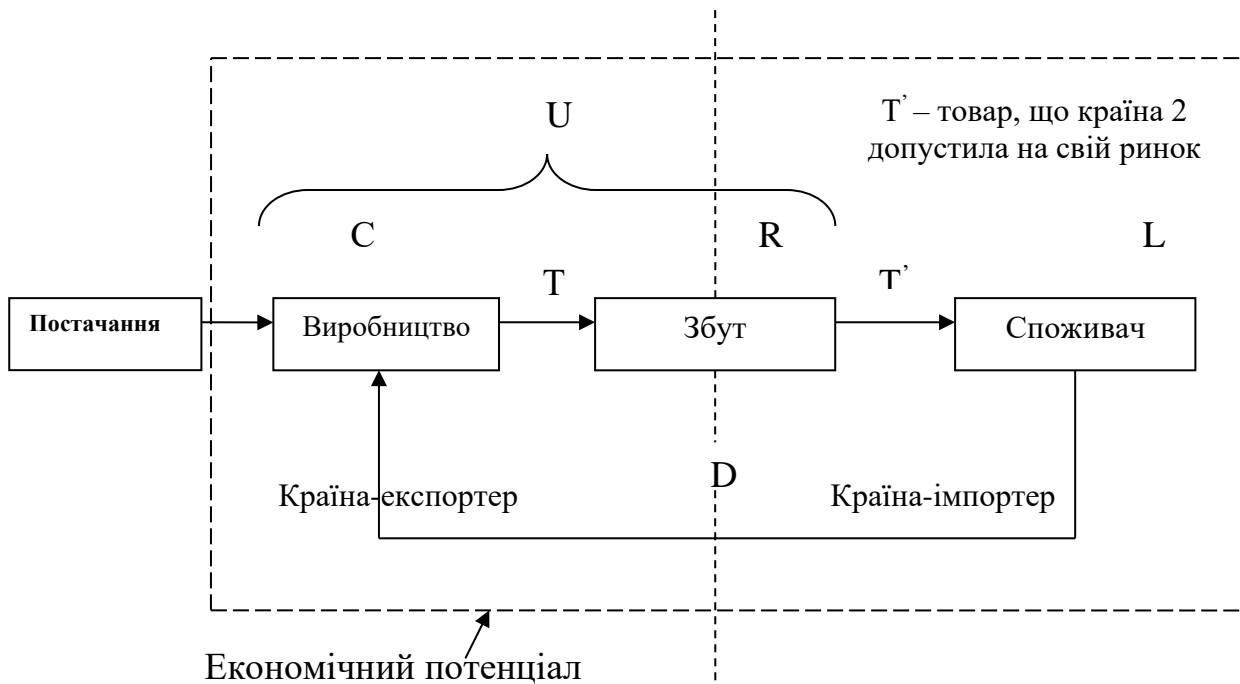 U
T’ – товар, що країна 2
допустила на свій ринок
C
R
L
T
T’
Постачання
Виробництво
Збут
Споживач
D
Країна-експортер
Країна-імпортер
Економічний потенціал